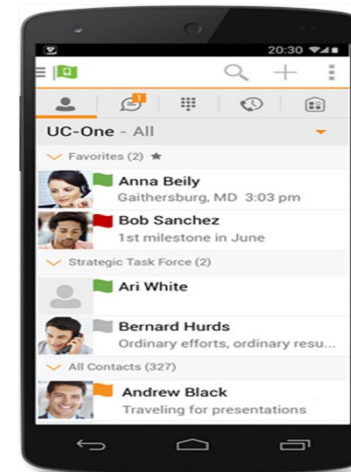 20:30
1
UC-One - All
Favorites (2) ★
Anna Beily
Gaithersburg, MD 3:03 pm
Bob Sanchez
1st milestone in June
Strategic Task Force (2)
Ari White
Bernard Hurds
Ordinary efforts, ordinary resu...
All Contacts (327)
Andrew Black
Traveling for presentations